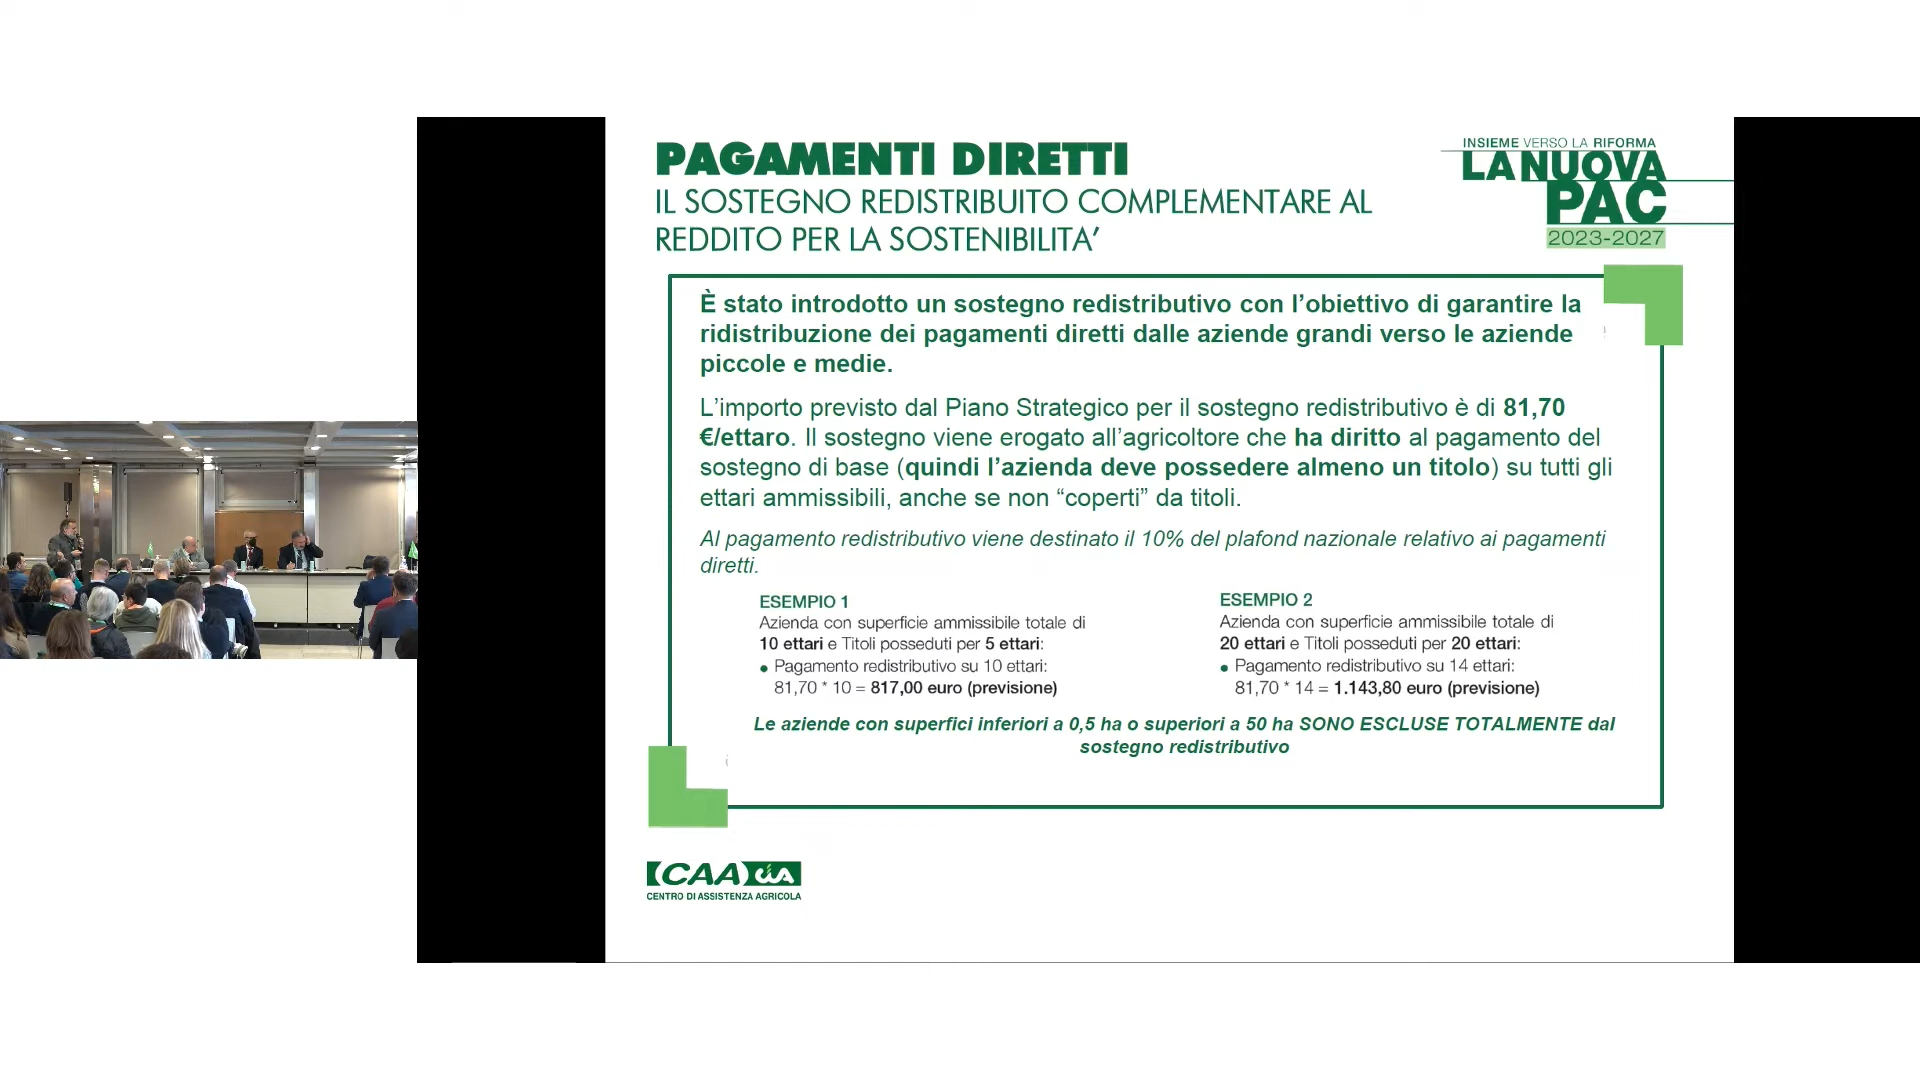 PAGAMENTI DIRETTI
IL SOSTEGNO REDISTRIBUITO COMPLEMENTARE AL
REDDITO PER LA SOSTENIBILITA’
INSIEME VERSO LA RIFORMA
LA NUOVA
PAC
2023-2027
È stato introdotto un sostegno redistributivo con l’obiettivo di garantire la
ridistribuzione dei pagamenti diretti dalle aziende grandi verso le aziende
piccole e medie.
L’importo previsto dal Piano Strategico per il sostegno redistributivo è di 81,70
€/ettaro. Il sostegno viene erogato all’agricoltore che ha diritto al pagamento del
sostegno di base (quindi l’azienda deve possedere almeno un titolo) su tutti gli
ettari ammissibili, anche se non “coperti” da titoli.
Al pagamento redistributivo viene destinato il 10% del plafond nazionale relativo ai pagamenti
diretti.
ESEMPIO 1
Azienda con superficie ammissibile totale di
10 ettari e Titoli posseduti per 5 ettari:
• Pagamento redistributivo su 10 ettari:
81,70 * 10 = 817,00 euro (previsione)
ESEMPIO 2
Azienda con superficie ammissibile totale di
20 ettari e Titoli posseduti per 20 ettari:
• Pagamento redistributivo su 14 ettari:
81,70 * 14 = 1.143,80 euro (previsione)
Le aziende con superfici inferiori a 0,5 ha o superiori a 50 ha SONO ESCLUSE TOTALMENTE dal
sostegno redistributivo
CAA cia
CENTRO DI ASSISTENZA AGRICOLA